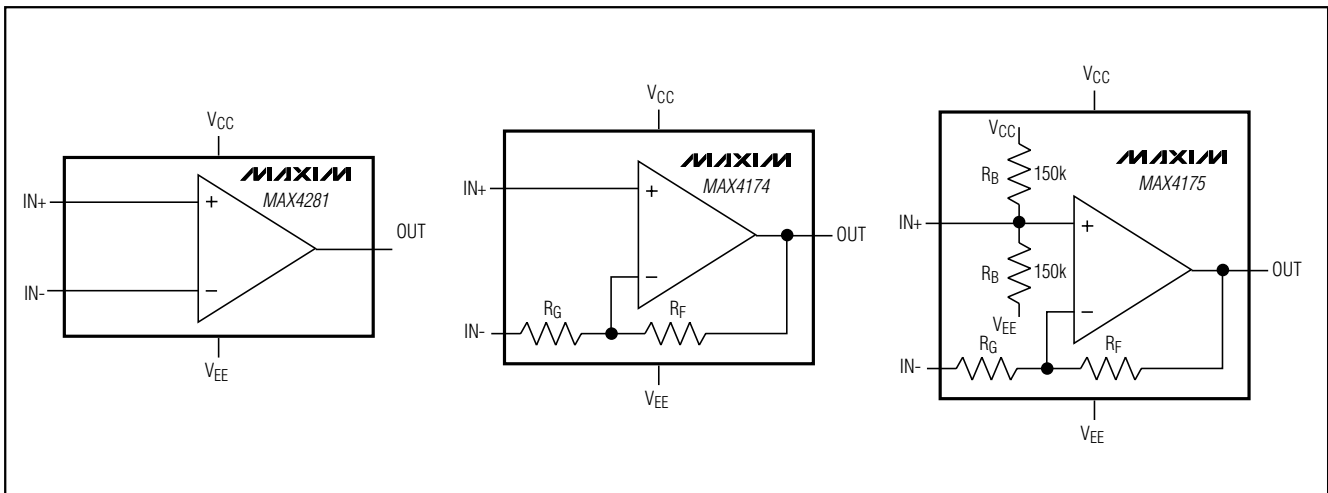 VCC
MAXIM
MAX4281
IN+
+
OUT
IN-
−
VEE
VCC
MAXIM
MAX4174
IN+
+
OUT
−
RG
RF
IN-
VEE
VCC
VCC
MAXIM
MAX4175
RB 150k
IN+
+
RB 150k
OUT
VEE
−
RG
RF
IN-
VEE